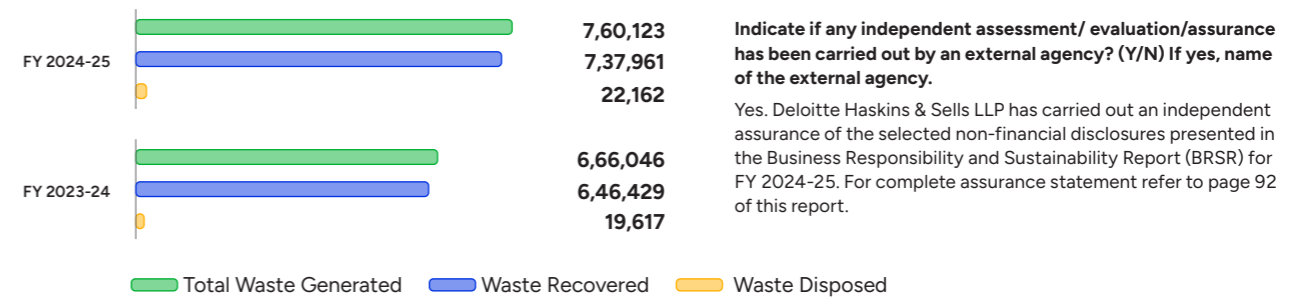 7,60,123
FY 2024-25
7,37,961
22,162
6,66,046
FY 2023-24
6,46,429
19,617
Total Waste Generated
Waste Recovered
Waste Disposed
Indicate if any independent assessment/ evaluation/assurance
has been carried out by an external agency? (Y/N) If yes, name
of the external agency.
Yes. Deloitte Haskins & Sells LLP has carried out an independent
assurance of the selected non-financial disclosures presented in
the Business Responsibility and Sustainability Report (BRSR) for
FY 2024-25. For complete assurance statement refer to page 92
of this report.